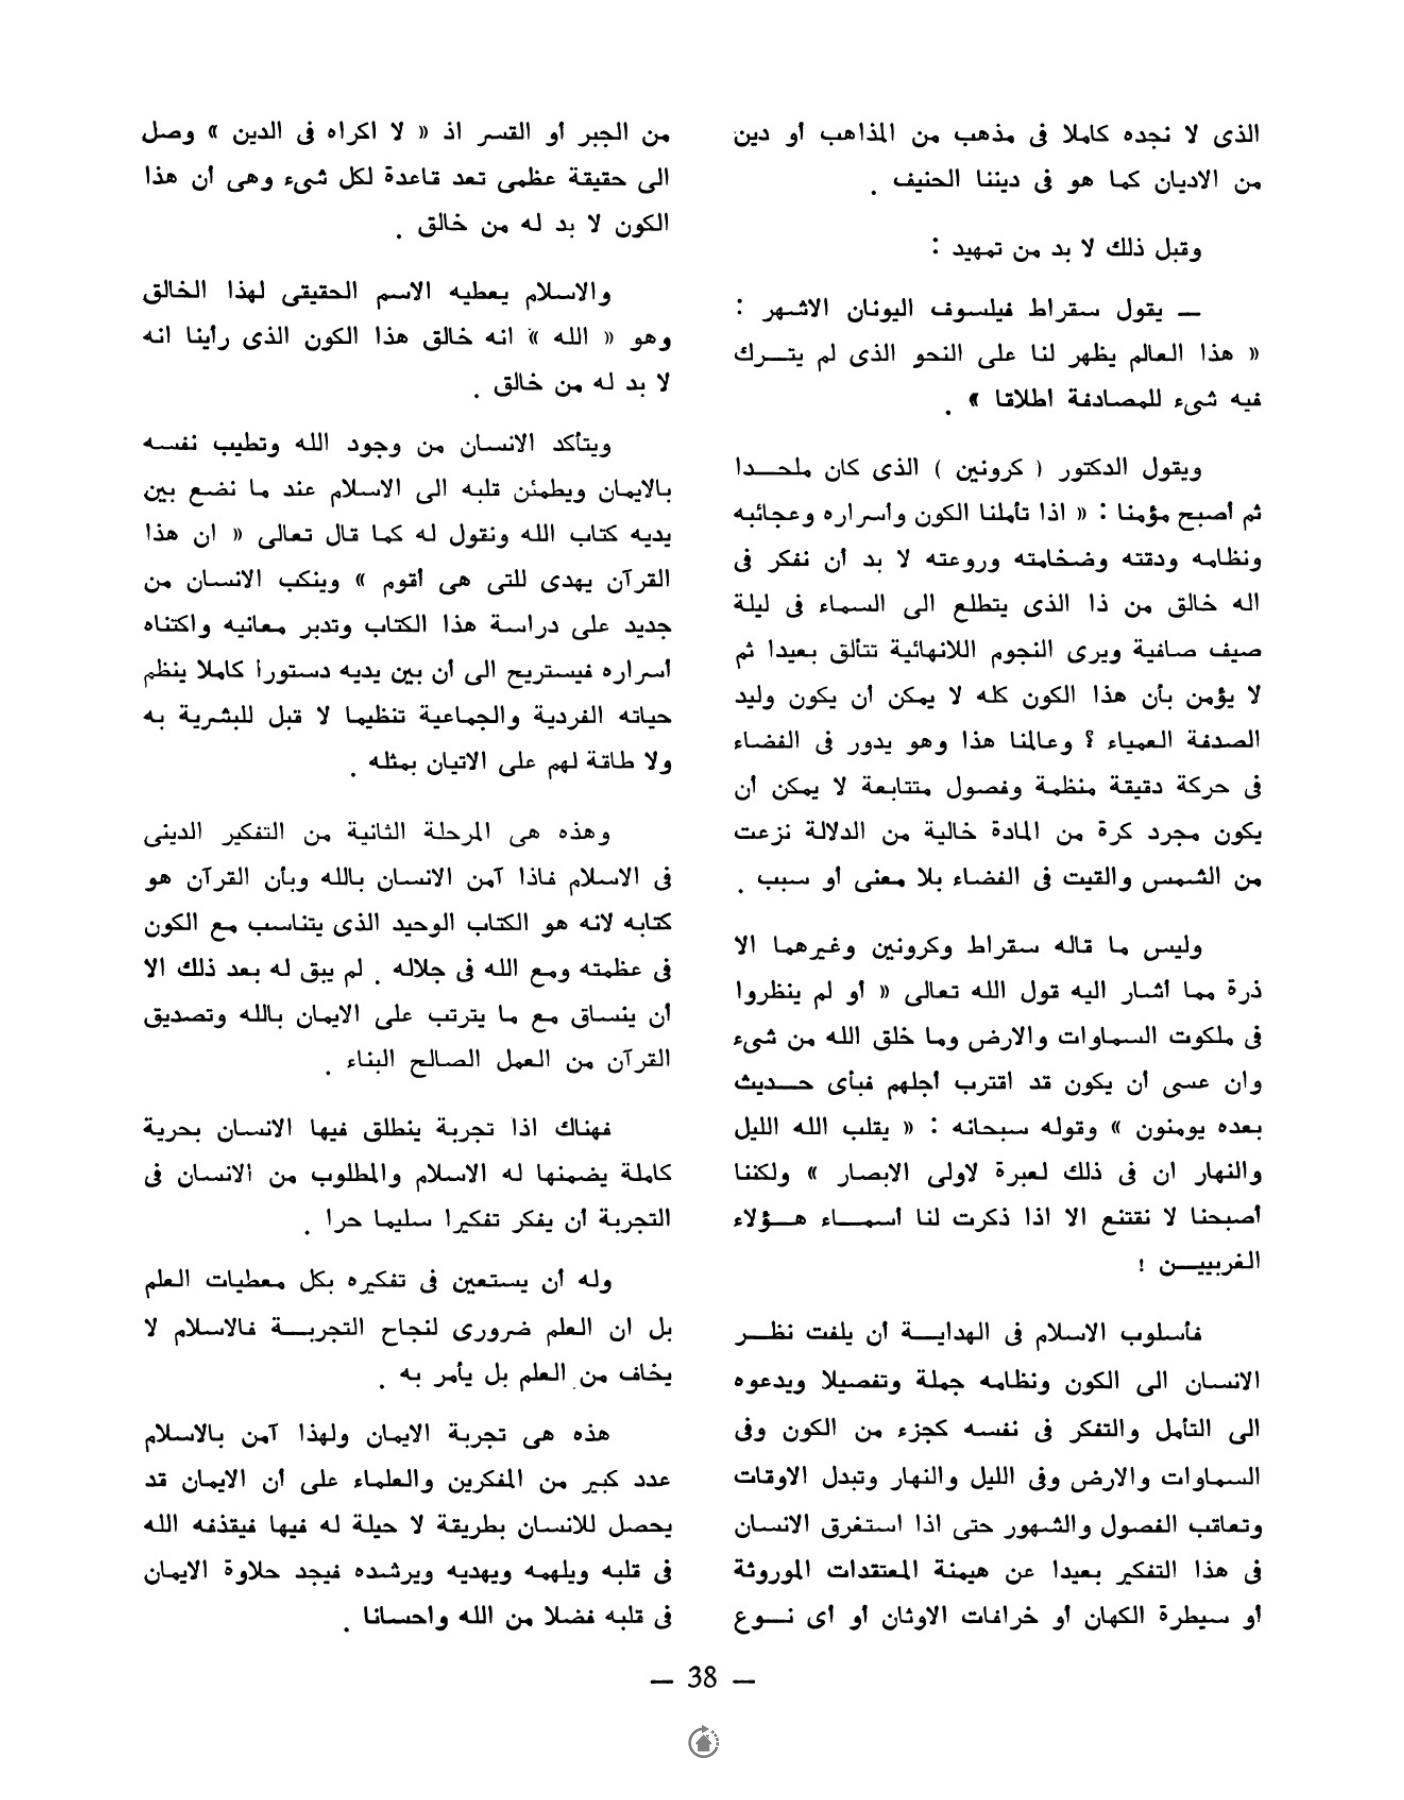 الذى لا نجده كاملا فى مذهب من المذاهب أو دين
من الاديان كما هو فى ديننا الحنيف .
وقبل ذلك لا بد من تمهيد :
— يقول سقراط فيلسوف اليونان الاشهر :
« هذا العالم يظهر لنا على النحو الذى لم يتـــرك
فيه شىء للمصادفة اطلاقا » .
ويقول الدكتور ( كرونين ) الذى كان ملحـــدا
ثم أصبح مؤمنا : « اذا تأملنا الكون وأسراره وعجائبه
ونظامه ودقته وضخامته وروعته لا بد أن نفكر فى
اله خالق من ذا الذى يتطلع الى السماء فى ليلة
صيف صافية ويرى النجوم اللانهائية تتألق بعيدا ثم
لا يؤمن بأن هذا الكون كله لا يمكن أن يكون وليد
الصدفة العمياء ؟ وعالمنا هذا وهو يدور فى الفضاء
فى حركة دقيقة منظمة وفصول متتابعة لا يمكن أن
يكون مجرد كرة من المادة خالية من الدلالة نزعت
من الشمس والقيت فى الفضاء بلا معنى أو سبب .
وليس ما قاله سقراط وكرونين وغيرهما الا
ذرة مما أشار اليه قول الله تعالى « أو لم ينظروا
فى ملكوت السماوات والارض وما خلق الله من شىء
وان عسى أن يكون قد اقترب أجلهم فبأى حـــديث
بعده يومنون » وقوله سبحانه : « يقلب الله الليل
والنهار ان فى ذلك لعبرة لاولى الابصار » ولكننا
أصبحنا لا نقتنع الا اذا ذكرت لنا أسمـــاء هـــؤلاء
الغربييـــن !
فأسلوب الاسلام فى الهدايـــة أن يلفت نظـــر
الانسان الى الكون ونظامه جملة وتفصيلا ويدعوه
الى التأمل والتفكر فى نفسه كجزء من الكون وفى
السماوات والارض وفى الليل والنهار وتبدل الاوقات
وتعاقب الفصول والشهور حتى اذا استغرق الانسان
فى هذا التفكير بعيدا عن هيمنة المعتقدات الموروثة
أو سيطرة الكهان أو خرافات الاوثان أو أى نـــوع
من الجبر أو القسر اذ « لا اكراه فى الدين » وصل
الى حقيقة عظمى تعد قاعدة لكل شىء وهى أن هذا
الكون لا بد له من خالق .
والاسلام يعطيه الاسم الحقيقى لهذا الخالق
وهو « الله » انه خالق هذا الكون الذى رأينا انه
لا بد له من خالق .
ويتأكد الانسان من وجود الله وتطيب نفسه
بالايمان ويطمئن قلبه الى الاسلام عند ما نضع بين
يديه كتاب الله ونقول له كما قال تعالى « ان هذا
القرآن يهدى للتى هى أقوم » وينكب الانسان من
جديد على دراسة هذا الكتاب وتدبر معانيه واكتناه
أسراره فيستريح الى أن بين يديه دستورا كاملا ينظم
حياته الفردية والجماعية تنظيما لا قبل للبشرية به
ولا طاقة لهم على الاتيان بمثله .
وهذه هى المرحلة الثانية من التفكير الدينى
فى الاسلام فاذا آمن الانسان بالله وبأن القرآن هو
كتابه لانه هو الكتاب الوحيد الذى يتناسب مع الكون
فى عظمته ومع الله فى جلاله . لم يبق له بعد ذلك الا
أن ينساق مع ما يترتب على الايمان بالله وتصديق
القرآن من العمل الصالح البناء .
فهناك اذا تجربة ينطلق فيها الانسان بحرية
كاملة يضمنها له الاسلام والمطلوب من الانسان فى
التجربة أن يفكر تفكيرا سليما حرا .
وله أن يستعين فى تفكيره بكل معطيات العلم
بل ان العلم ضرورى لنجاح التجربـــة فالاسلام لا
يخاف من العلم بل يأمر به .
هذه هى تجربة الايمان ولهذا آمن بالاسلام
عدد كبير من المفكرين والعلماء على أن الايمان قد
يحصل للانسان بطريقة لا حيلة له فيها فيقذفه الله
فى قلبه ويلهمه ويهديه ويرشده فيجد حلاوة الايمان
فى قلبه فضلا من الله واحسانا .
— 38 —